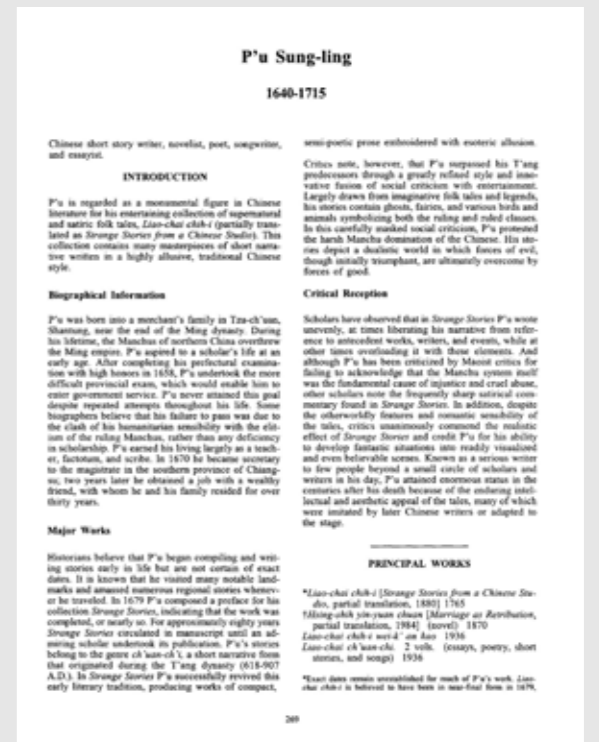 P'u Sung-ling
1640-1715
Chinese short story writer, novelist, poet, songwriter,
and essayist.
INTRODUCTION
P'u is regarded as a monumental figure in Chinese
literature for his entertaining collection of supernatural
and satiric folk tales, Liao-chai chih-i (partially trans-
lated as Strange Stories from a Chinese Studio). This
collection contains many masterpieces of short narra-
tive written in a highly allusive, traditional Chinese
style.
Biographical Information
P'u was born into a merchant's family in Tzu-ch'uan,
Shantung, near the end of the Ming dynasty. During
his lifetime, the Manchus of northern China overthrew
the Ming empire. P'u aspired to a scholar's life at an
early age. After completing his prefectural examina-
tion with high honors in 1658, P'u undertook the more
difficult provincial exam, which would enable him to
enter government service. P'u never attained this goal
despite repeated attempts throughout his life. Some
biographers believe that his failure to pass was due to
the clash of his humanitarian sensibility with the elit-
ism of the ruling Manchus, rather than any deficiency
in scholarship. P'u earned his living largely as a teach-
er, factotum, and scribe. In 1670 he became secretary
to the magistrate in the southern province of Chiang-
su; two years later he obtained a job with a wealthy
friend, with whom he and his family resided for over
thirty years.
Major Works
Historians believe that P'u began compiling and writ-
ing stories early in life but are not certain of exact
dates. It is known that he visited many notable land-
marks and amassed numerous regional stories whenev-
er he traveled. In 1679 P'u composed a preface for his
collection Strange Stories, indicating that the work was
completed, or nearly so. For approximately eighty years
Strange Stories circulated in manuscript until an ad-
miring scholar undertook its publication. P'u's stories
belong to the genre ch'uan-ch'i, a short narrative form
that originated during the T'ang dynasty (618-907
A.D.). In Strange Stories P'u successfully revived this
early literary tradition, producing works of compact,
semi-poetic prose embroidered with esoteric allusion.
Critics note, however, that P'u surpassed his T'ang
predecessors through a greatly refined style and inno-
vative fusion of social criticism with entertainment.
Largely drawn from imaginative folk tales and legends,
his stories contain ghosts, fairies, and various birds and
animals symbolizing both the ruling and ruled classes.
In this carefully masked social criticism, P'u protested
the harsh Manchu domination of the Chinese. His sto-
ries depict a dualistic world in which forces of evil,
though initially triumphant, are ultimately overcome by
forces of good.
Critical Reception
Scholars have observed that in Strange Stories P'u wrote
unevenly, at times liberating his narrative from refer-
ence to antecedent works, writers, and events, while at
other times overloading it with these elements. And
although P'u has been criticized by Maoist critics for
failing to acknowledge that the Manchu system itself
was the fundamental cause of injustice and cruel abuse,
other scholars note the frequently sharp satirical com-
mentary found in Strange Stories. In addition, despite
the otherworldly features and romantic sensibility of
the tales, critics unanimously commend the realistic
effect of Strange Stories and credit P'u for his ability
to develop fantastic situations into readily visualized
and even believable scenes. Known as a serious writer
to few people beyond a small circle of scholars and
writers in his day, P'u attained enormous status in the
centuries after his death because of the enduring intel-
lectual and aesthetic appeal of the tales, many of which
were imitated by later Chinese writers or adapted to
the stage.
PRINCIPAL WORKS
*Liao-chai chih-i [Strange Stories from a Chinese Stu-
dio, partial translation, 1880] 1765
†Hsing-shih yin-yuan chuan [Marriage as Retribution,
partial translation, 1984] (novel) 1870
Liao-chai chih-i wei-k' an kao 1936
Liao-chai ch'uan-chi. 2 vols. (essays, poetry, short
stories, and songs) 1936
*Exact dates remain unestablished for much of P'u's work. Liao-
chai chih-i is believed to have been in near-final form in 1679,
269